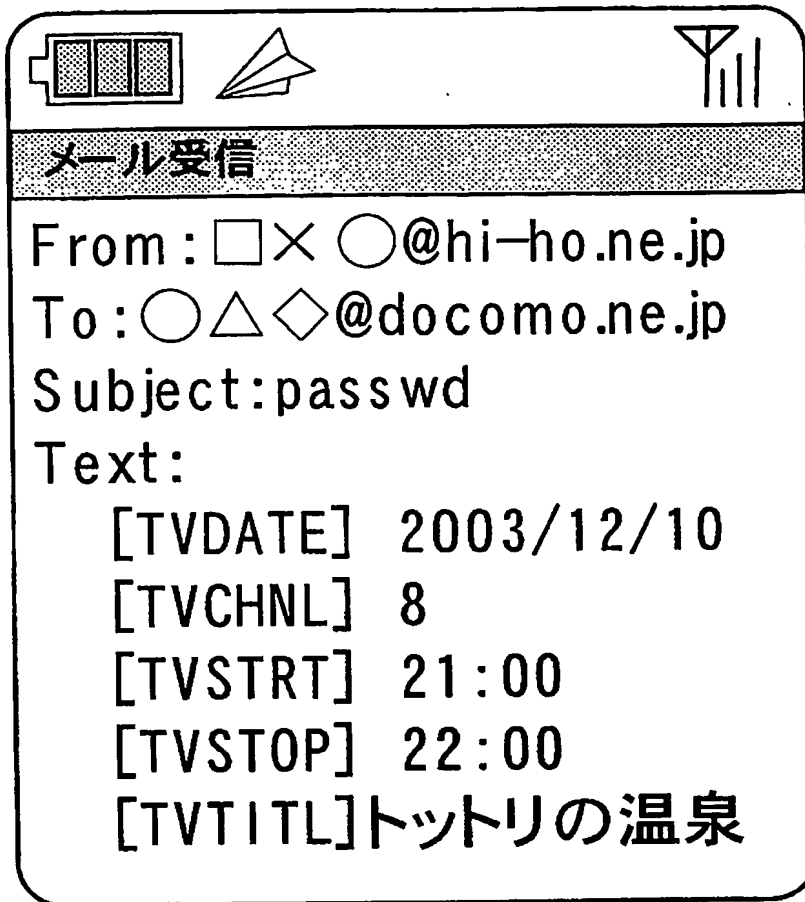 メール受信
From:□×○@hi-ho.ne.jp
To:○△◇@docomo.ne.jp
Subject:passwd
Text:
[TVDATE] 2003/12/10
[TVCHNL] 8
[TVSTRT] 21:00
[TVSTOP] 22:00
[TVTITL]トットリの温泉